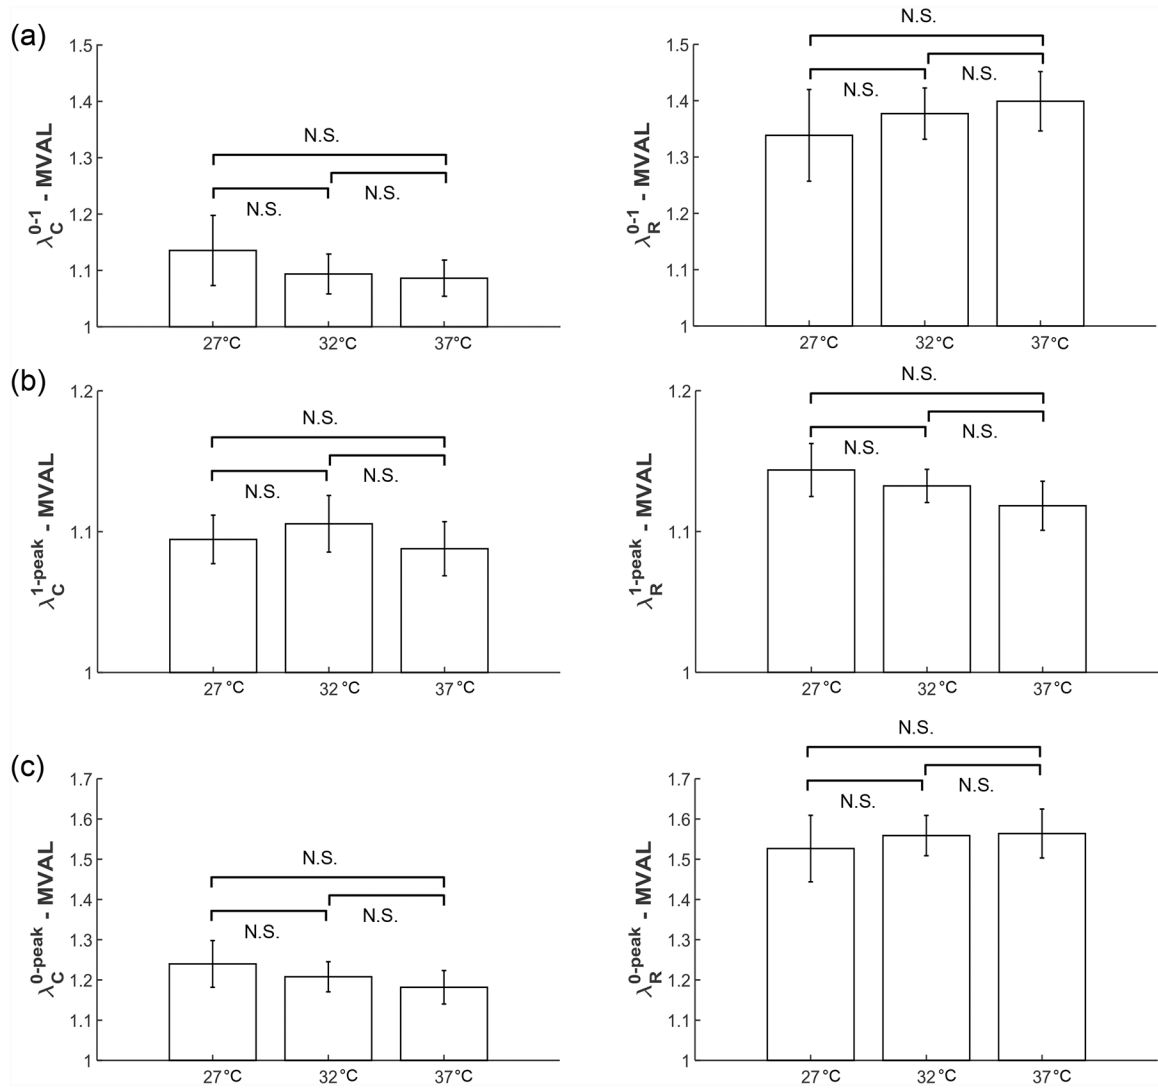 (a)
λC0-1 - MVAL
1.5
1.4
1.3
1.2
1.1
1
N.S.
N.S.
N.S.
27°C 32°C 37°C
λR0-1 - MVAL
1.5
1.4
1.3
1.2
1.1
1
N.S.
N.S.
N.S.
27°C 32°C 37°C
(b)
λC1-peak - MVAL
1.2
1.1
1
N.S.
N.S.
N.S.
27°C 32°C 37°C
λR1-peak - MVAL
1.2
1.1
1
N.S.
N.S.
N.S.
27°C 32°C 37°C
(c)
λC0-peak - MVAL
1.7
1.6
1.5
1.4
1.3
1.2
1.1
1
N.S.
N.S.
N.S.
27°C 32°C 37°C
λR0-peak - MVAL
1.7
1.6
1.5
1.4
1.3
1.2
1.1
1
N.S.
N.S.
N.S.
27°C 32°C 37°C